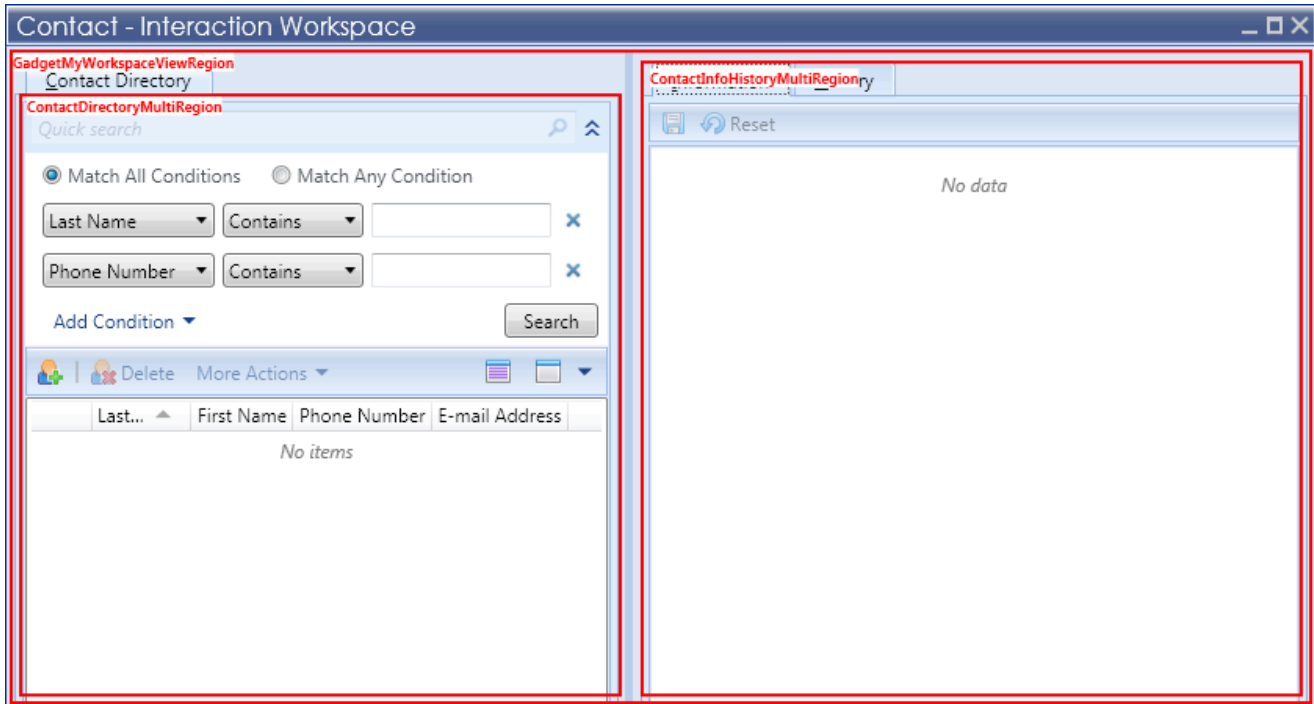 Contact - Interaction Workspace
GadgetMyWorkspaceViewRegion
Contact Directory
ContactDirectoryMultiRegion
Quick search
Match All Conditions Match Any Condition
Last Name Contains
Phone Number Contains
Add Condition Search
Delete More Actions
Last... First Name Phone Number E-mail Address
No items
ContactInfoHistoryMultiRegion
ry
Reset
No data